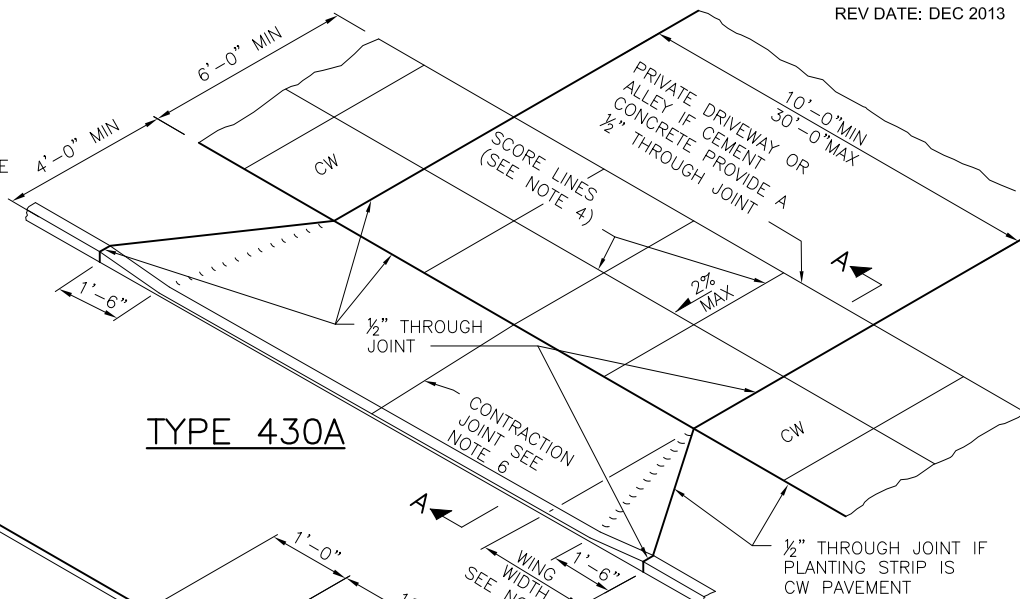 REV DATE: DEC 2013
6'-0" MIN
4'-0" MIN
CW
SCORE LINES
(SEE NOTE 4)
PRIVATE DRIVEWAY OR
ALLEY IF CEMENT
CONCRETE PROVIDE A
½" THROUGH JOINT
10'-0"MIN
30'-0"MAX
A
2%
MAX
1'-6"
½" THROUGH
JOINT
TYPE 430A
CONTRACTION
JOINT SEE
NOTE 6
CW
A
WING
WIDTH
SEE
1'-6"
½" THROUGH JOINT IF
PLANTING STRIP IS
CW PAVEMENT
1'-0"